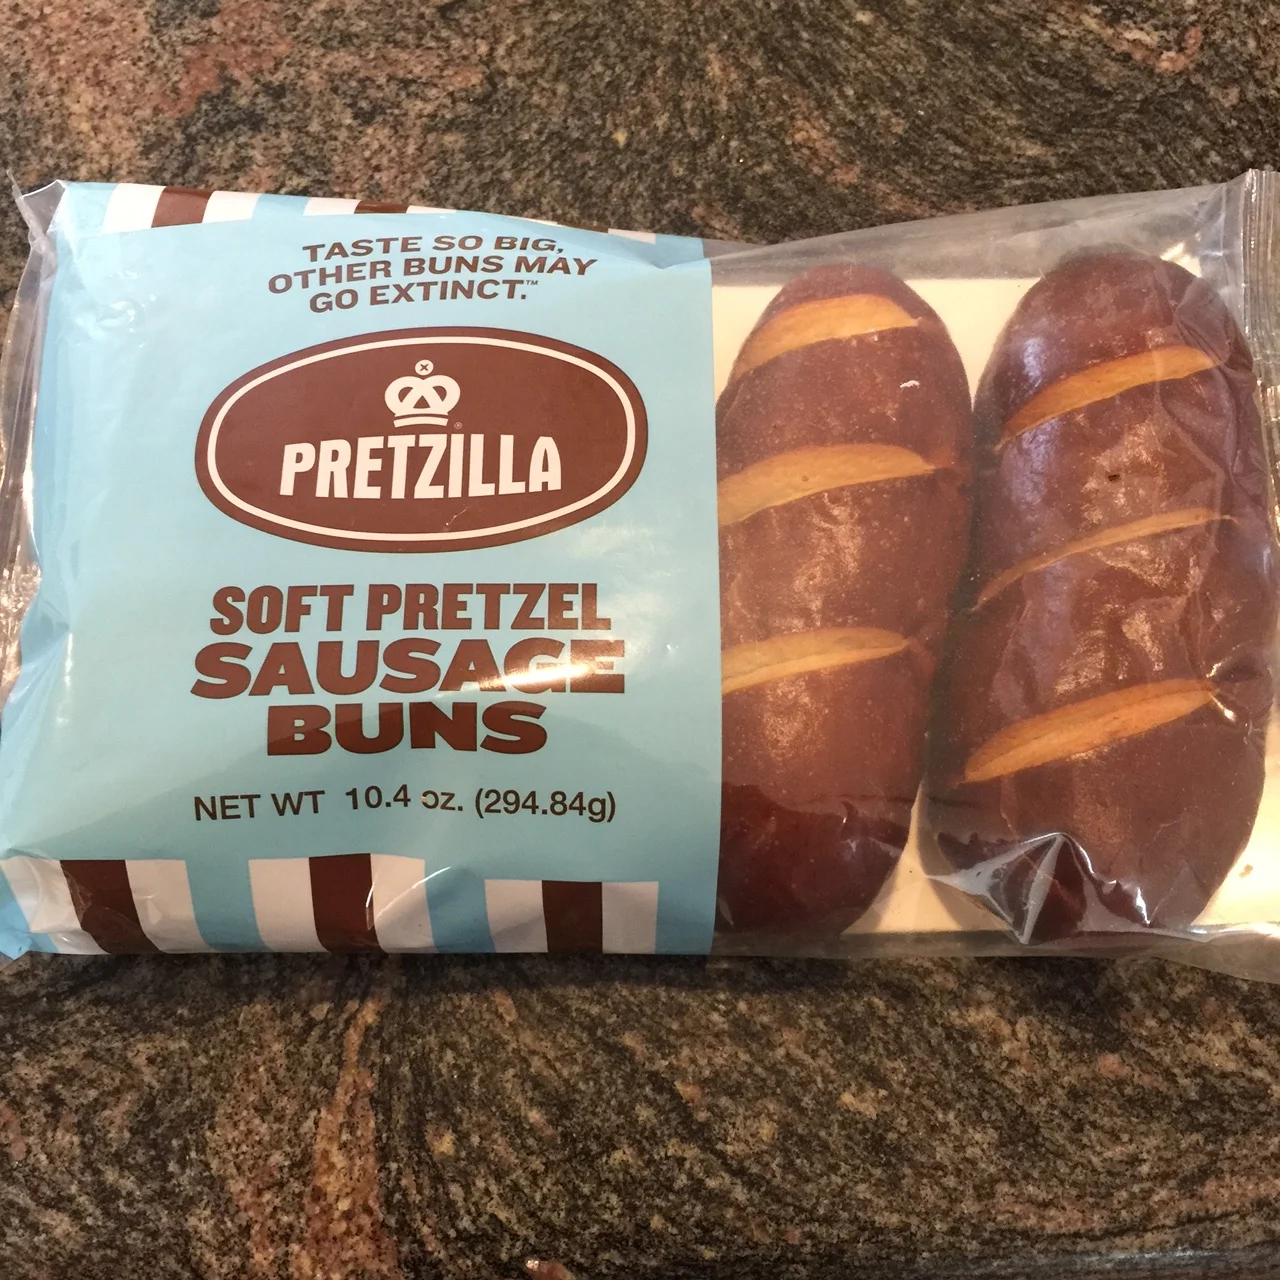 TASTE SO BIG,
OTHER BUNS MAY
GO EXTINCT.™
PRETZILLA®
SOFT PRETZEL
SAUSAGE
BUNS
NET WT 10.4 oz. (294.84g)